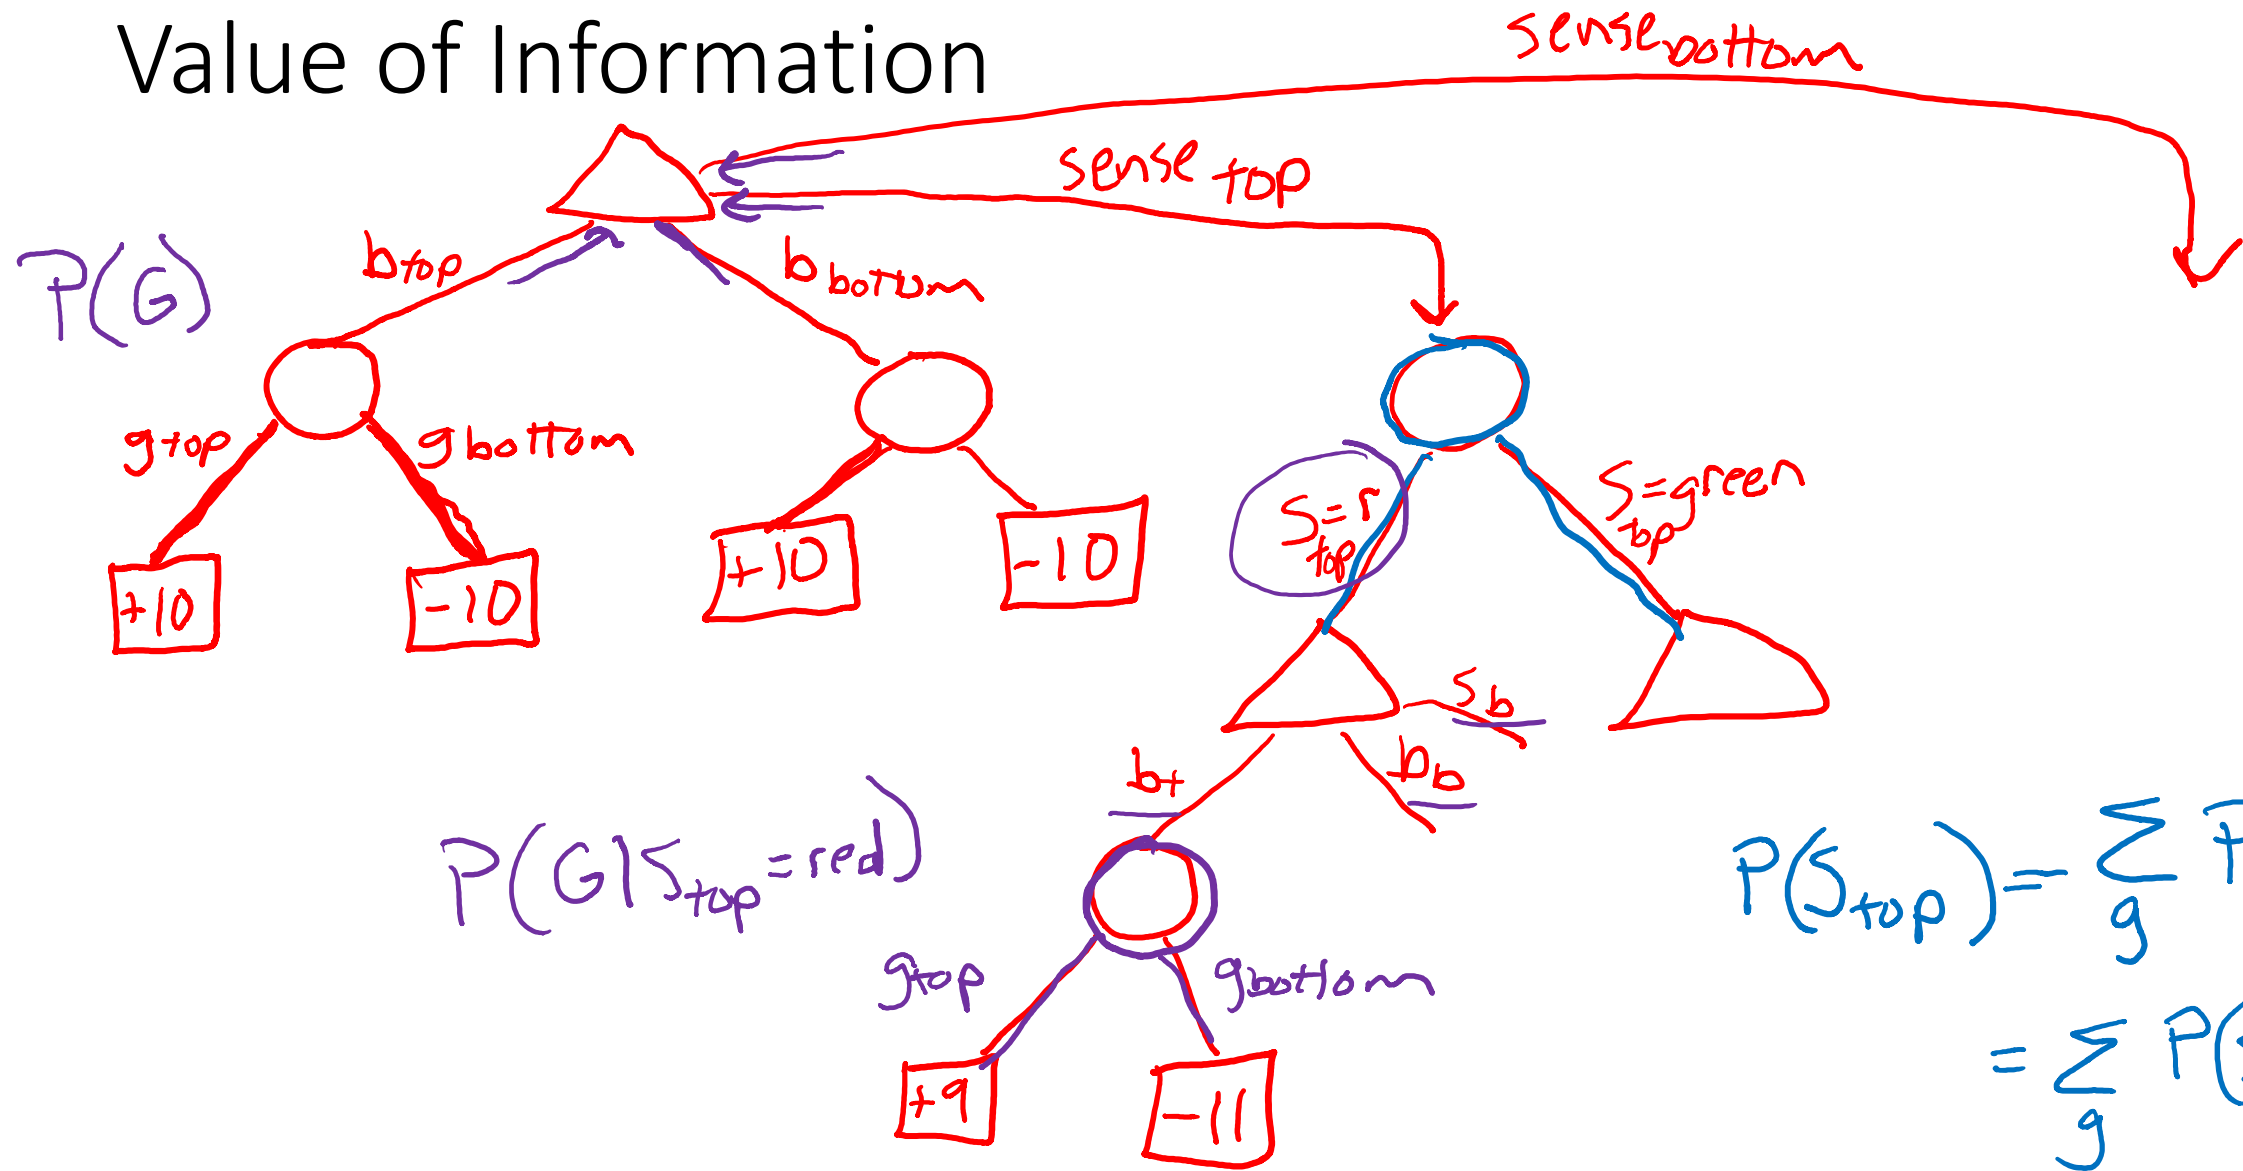 Value of Information
sense bottom
sense top
P(G)
b top
b bottom
g top
g bottom
+10
-10
+10
-10
S top = r
S top = green
S b
b t
b b
P(G|S top = red)
g top
g bottom
+9
-11
P(S top) = Σ g P
= Σ g P(